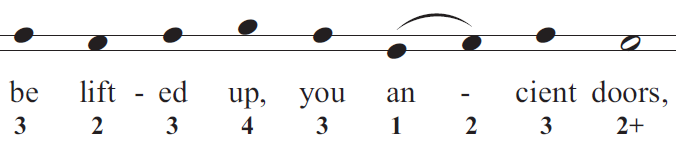 be lift - ed up, you an - cient doors,
3 2 3 4 3 1 2 3 2+